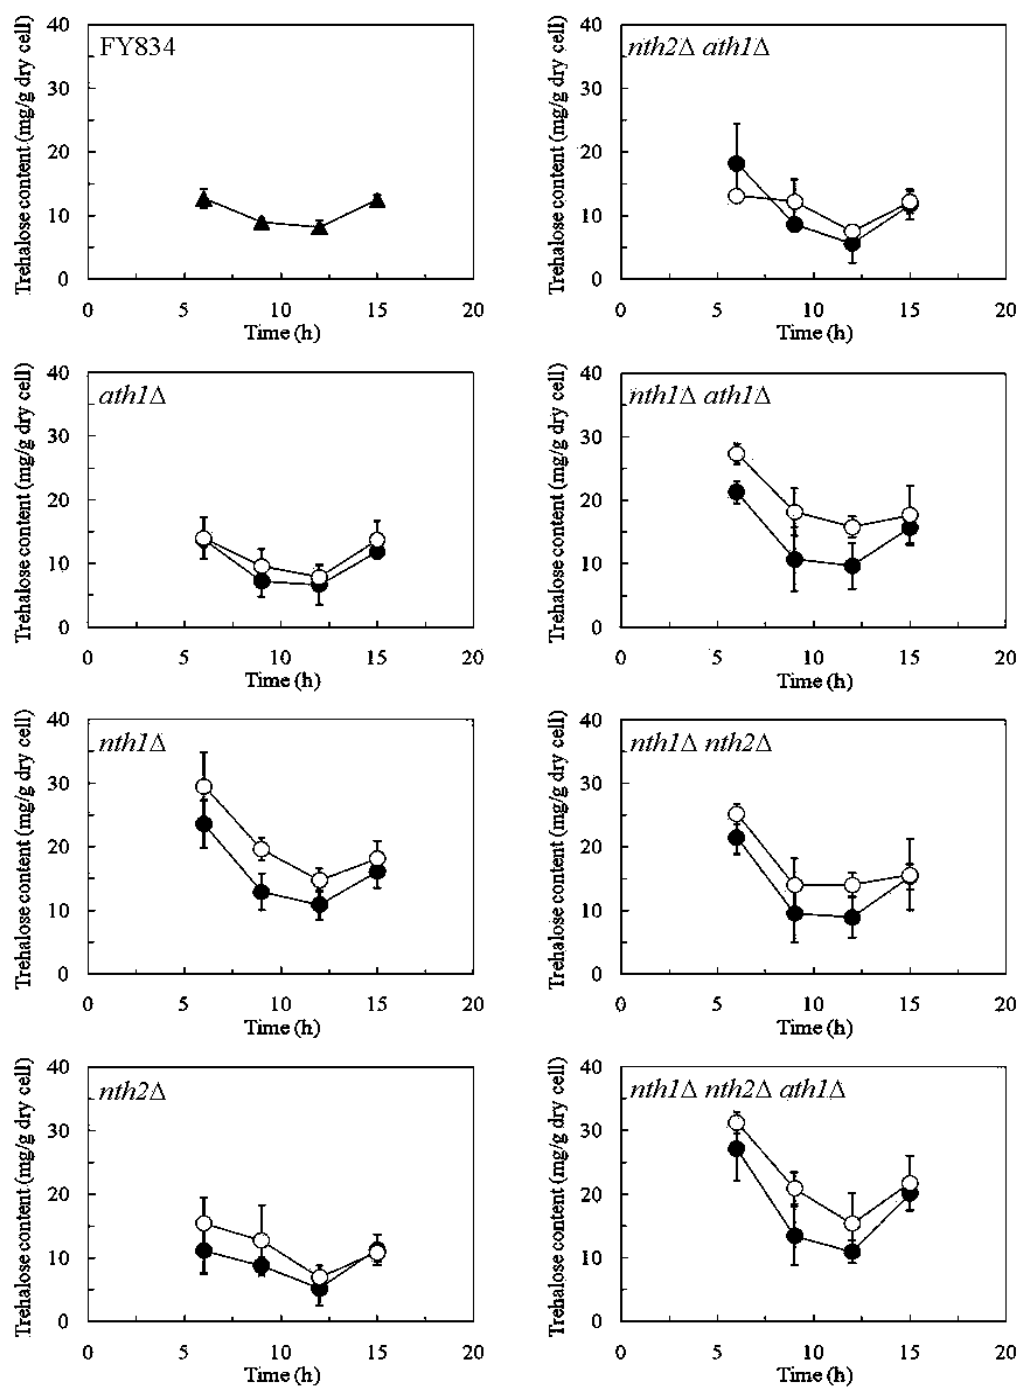 Trehalose content (mg/g dry cell)
40
30
20
10
0
FY834
0 5 10 15 20
Time (h)
Trehalose content (mg/g dry cell)
40
30
20
10
0
nth2Δ ath1Δ
0 5 10 15 20
Time (h)
Trehalose content (mg/g dry cell)
40
30
20
10
0
ath1Δ
0 5 10 15 20
Time (h)
Trehalose content (mg/g dry cell)
40
30
20
10
0
nth1Δ ath1Δ
0 5 10 15 20
Time (h)
Trehalose content (mg/g dry cell)
40
30
20
10
0
nth1Δ
0 5 10 15 20
Time (h)
Trehalose content (mg/g dry cell)
40
30
20
10
0
nth1Δ nth2Δ
0 5 10 15 20
Time (h)
Trehalose content (mg/g dry cell)
40
30
20
10
0
nth2Δ
0 5 10 15 20
Time (h)
Trehalose content (mg/g dry cell)
40
30
20
10
0
nth1Δ nth2Δ ath1Δ
0 5 10 15 20
Time (h)